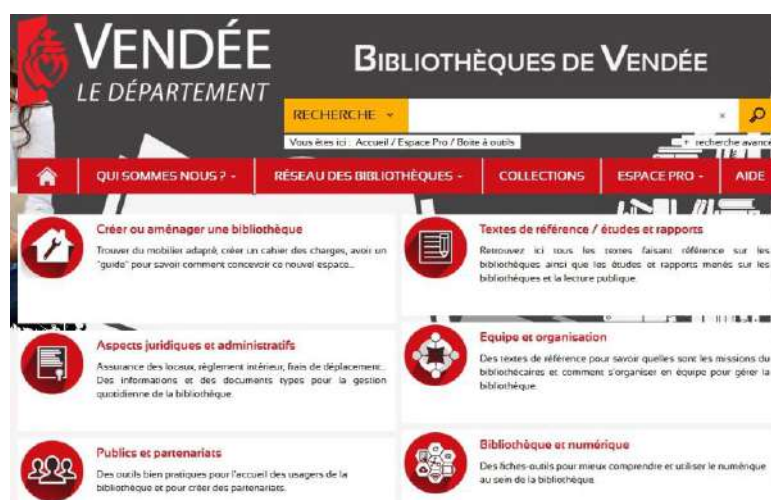 VENDÉE
LE DÉPARTEMENT
BIBLIOTHÈQUES DE VENDÉE
RECHERCHE
×
Vous êtes ici : Accueil / Espace Pro / Boite à outils
+ recherche avancé
QUI SOMMES NOUS ? -
RÉSEAU DES BIBLIOTHÈQUES -
COLLECTIONS
ESPACE PRO -
AIDE
Créer ou aménager une bibliothèque
Trouver du mobilier adapté, créer un cahier des charges, avoir un
"guide" pour savoir comment concevoir ce nouvel espace...
Textes de référence / études et rapports
Retrouvez ici tous les textes faisant référence sur les
bibliothèques ainsi que les études et rapports menés sur les
bibliothèques et la lecture publique.
Aspects juridiques et administratifs
Assurance des locaux, règlement intérieur, frais de déplacement...
Des informations et des documents types pour la gestion
quotidienne de la bibliothèque.
Equipe et organisation
Des textes de référence pour savoir quelles sont les missions du
bibliothécaires et comment s'organiser en équipe pour gérer la
bibliothèque.
Publics et partenariats
Des outils bien pratiques pour l'accueil des usagers de la
bibliothèque et pour créer des partenariats.
Bibliothèque et numérique
Des fiches-outils pour mieux comprendre et utiliser le numérique
au sein de la bibliothèque